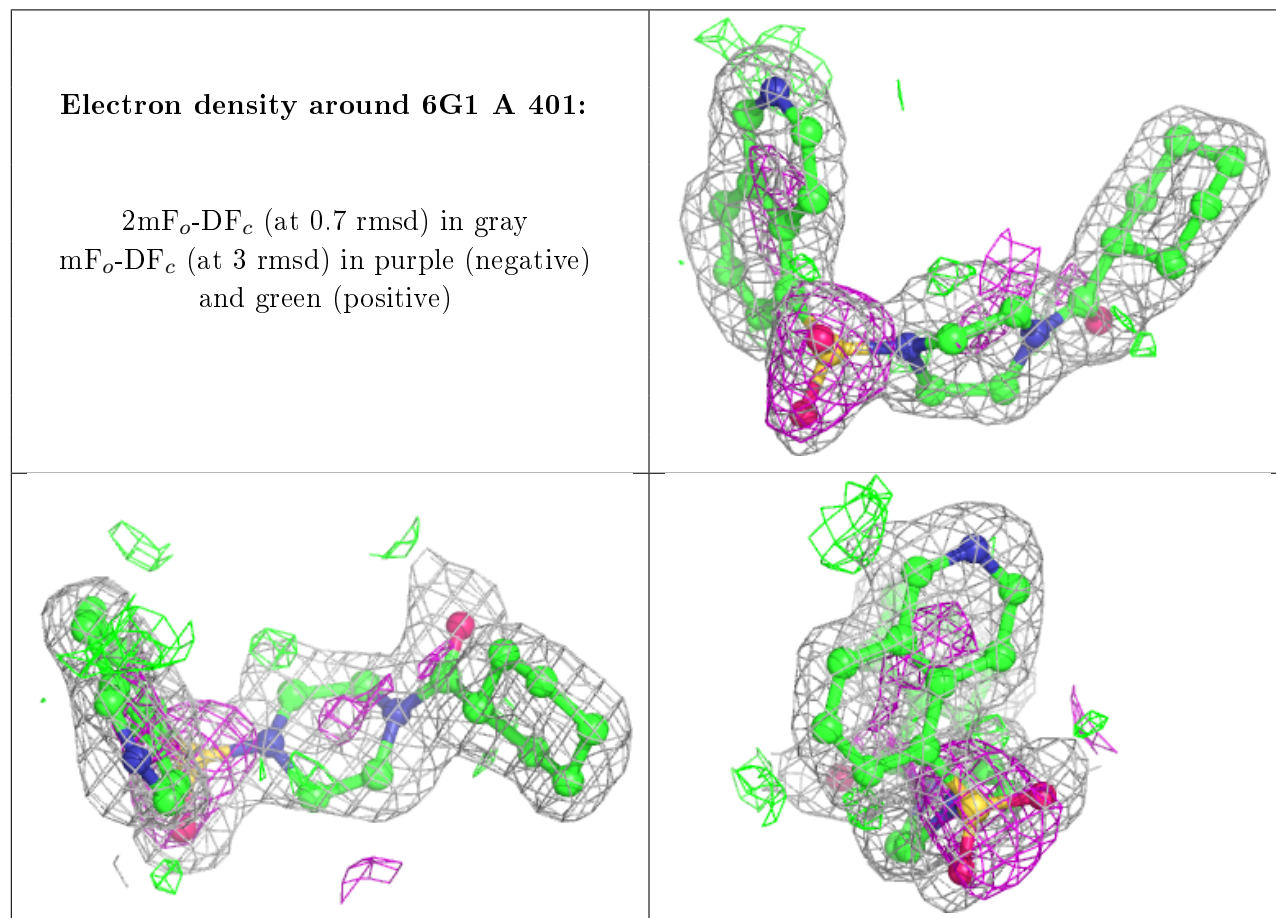 Electron density around 6G1 A 401:
2mFo-DFc (at 0.7 rmsd) in gray
mFo-DFc (at 3 rmsd) in purple (negative)
and green (positive)